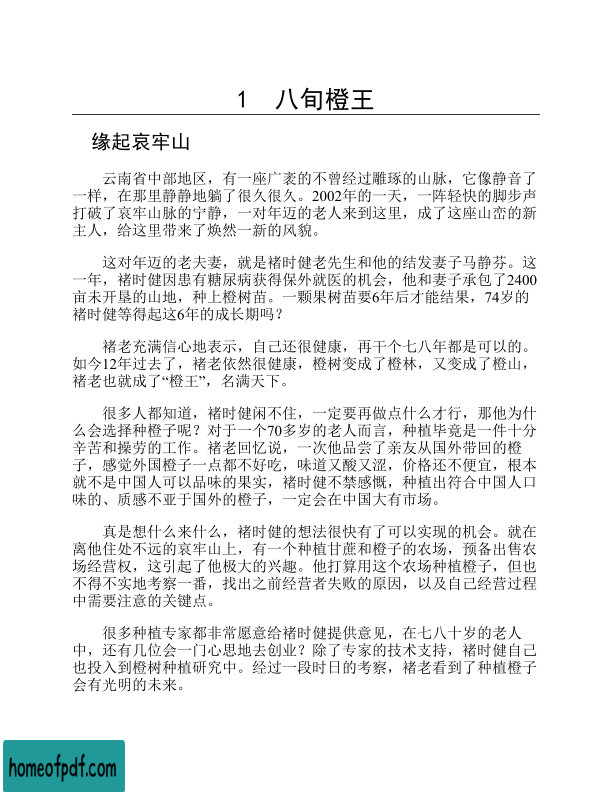 1 八旬橙王
缘起哀牢山
云南省中部地区，有一座广袤的不曾经过雕琢的山脉，它像静音了
一样，在那里静静地躺了很久很久。2002年的一天，一阵轻快的脚步声
打破了哀牢山脉的宁静，一对年迈的老人来到这里，成了这座山峦的新
主人，给这里带来了焕然一新的风貌。
这对年迈的老夫妻，就是褚时健老先生和他的结发妻子马静芬。这
一年，褚时健因患有糖尿病获得保外就医的机会，他和妻子承包了2400
亩未开垦的山地，种上橙树苗。一颗果树苗要6年后才能结果，74岁的
褚时健等得起这6年的成长期吗？
褚老充满信心地表示，自己还很健康，再干个七八年都是可以的。
如今12年过去了，褚老依然很健康，橙树变成了橙林，又变成了橙山，
褚老也就成了“橙王”，名满天下。
很多人都知道，褚时健闲不住，一定要再做点什么才行，那他为什
么会选择种橙子呢？对于一个70多岁的老人而言，种植毕竟是一件十分
辛苦和操劳的工作。褚老回忆说，一次他品尝了亲友从国外带回的橙
子，感觉外国橙子一点都不好吃，味道又酸又涩，价格还不便宜，根本
就不是中国人可以品味的果实，褚时健不禁感慨，种植出符合中国人口
味的、质感不亚于国外的橙子，一定会在中国大有市场。
真是想什么来什么，褚时健的想法很快有了可以实现的机会。就在
离他住处不远的哀牢山上，有一个种植甘蔗和橙子的农场，预备出售农
场经营权，这引起了他极大的兴趣。他打算用这个农场种植橙子，但也
不得不实地考察一番，找出之前经营者失败的原因，以及自己经营过程
中需要注意的关键点。
很多种植专家都非常愿意给褚时健提供意见，在七八十岁的老人
中，还有几位会一门心思地去创业？除了专家的技术支持，褚时健自己
也投入到橙树种植研究中。经过一段时日的考察，褚老看到了种植橙子
会有光明的未来。
homeofpdf.com